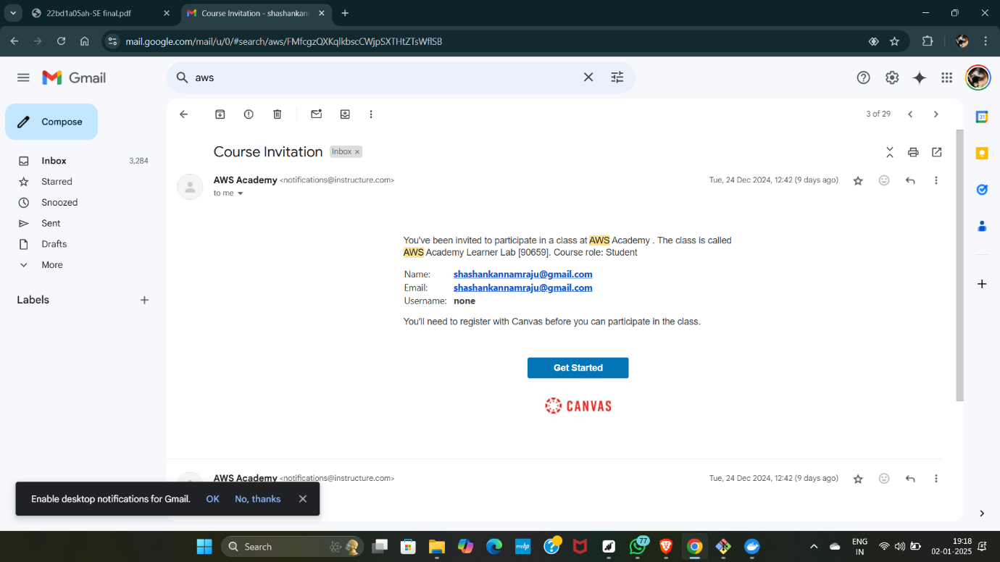 22bd1a05ah-SE final.pdf
Course Invitation - shashankanr
mail.google.com/mail/u/0/#search/aws/FMfcgzQXKqlkbscCWjpSXTHtZTsWflSB
Gmail
aws
Compose
3 of 29
Inbox 3,284
Starred
Snoozed
Sent
Drafts
More
Labels
Course Invitation Inbox ×
AWS Academy <notifications@instructure.com> Tue, 24 Dec 2024, 12:42 (9 days ago)
to me
You've been invited to participate in a class at AWS Academy . The class is called
AWS Academy Learner Lab [90659]. Course role: Student
Name: shashankannamraju@gmail.com
Email: shashankannamraju@gmail.com
Username: none
You'll need to register with Canvas before you can participate in the class.
Get Started
CANVAS
AWS Academy <notifications@instructure.com> Tue, 24 Dec 2024, 12:42 (9 days ago)
Enable desktop notifications for Gmail. OK No, thanks
31
Search
myhp
77
ENG
IN
19:18
02-01-2025